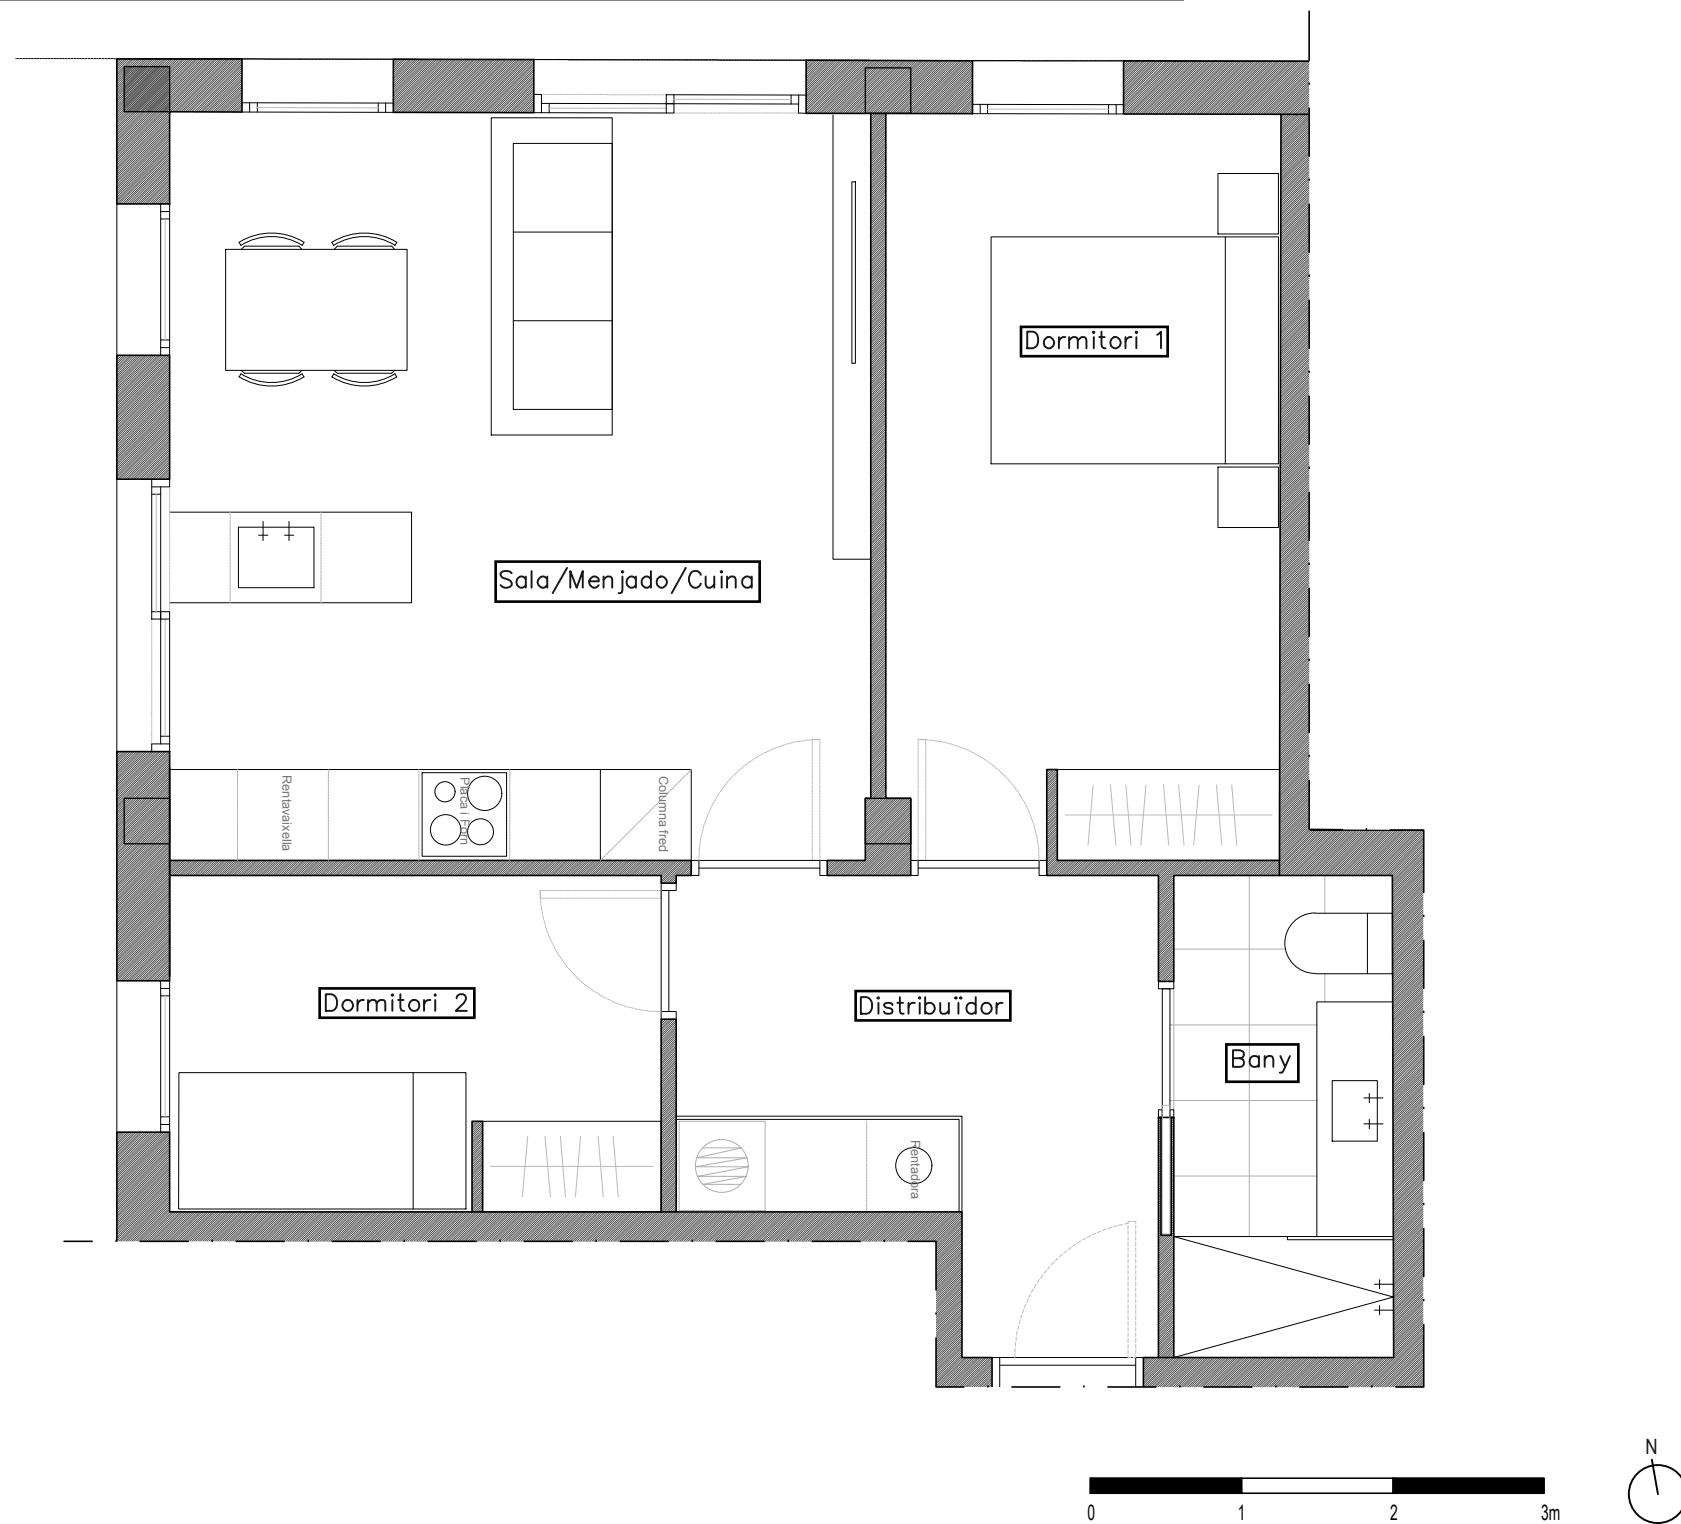 Dormitori 1
Sala/Menjado/Cuina
Rentavaixella
Placa i Forn
Columna fred
Dormitori 2
Distribuïdor
Bany
Rentadora
N
0 1 2 3m